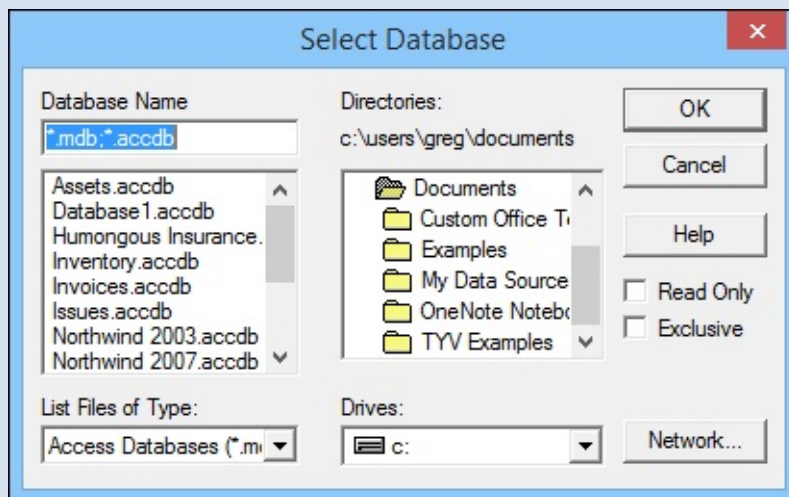 Select Database
Database Name
*.mdb;*.accdb
Assets.accdb
Database1.accdb
Humongous Insurance.
Inventory.accdb
Invoices.accdb
Issues.accdb
Northwind 2003.accdb
Northwind 2007.accdb
List Files of Type:
Access Databases (*.m
Directories:
c:\users\greg\documents
Documents
Custom Office T
Examples
My Data Source
OneNote Noteb
TYV Examples
Drives:
c:
OK
Cancel
Help
Read Only
Exclusive
Network...